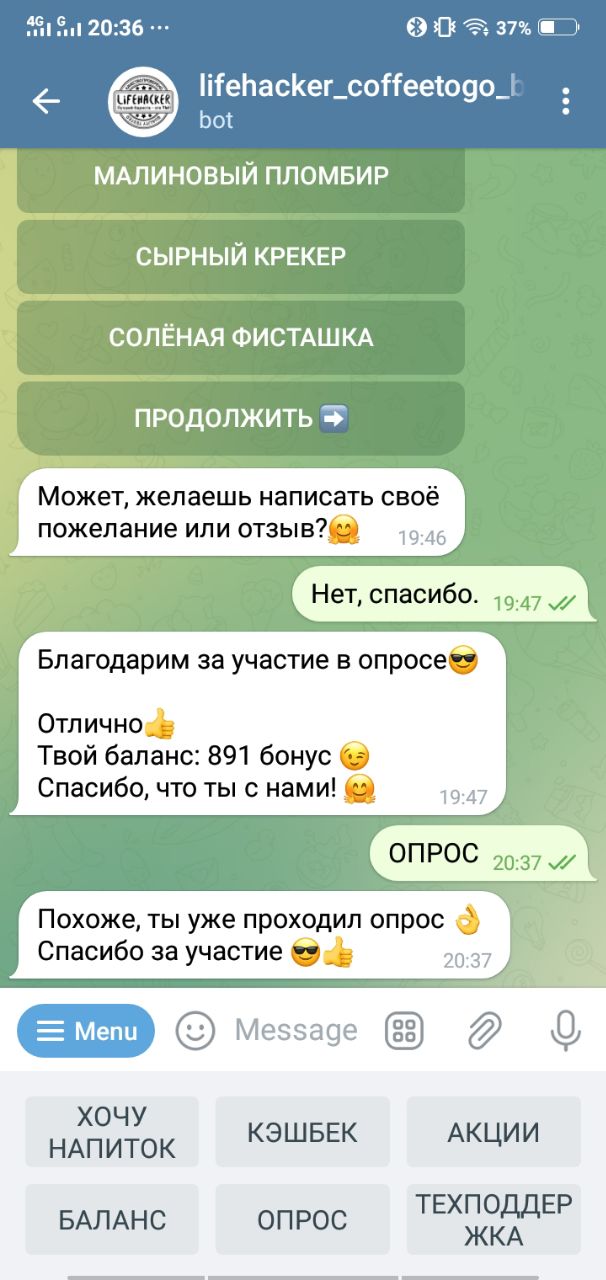 4G G 20:36 ··· 37%
LIFEHACKER
lifehacker_coffeetogo_b
bot
МАЛИНОВЫЙ ПЛОМБИР
СЫРНЫЙ КРЕКЕР
СОЛЁНАЯ ФИСТАШКА
ПРОДОЛЖИТЬ ➡️
Может, желаешь написать своё
пожелание или отзыв?🤗 19:46
Нет, спасибо. 19:47
Благодарим за участие в опросе😎
Отлично👍
Твой баланс: 891 бонус 😉
Спасибо, что ты с нами! 🤗 19:47
ОПРОС 20:37
Похоже, ты уже проходил опрос 👌
Спасибо за участие 😎👍 20:37
Menu Message
ХОЧУ
НАПИТОК
КЭШБЕК
АКЦИИ
БАЛАНС
ОПРОС
ТЕХПОДДЕР
ЖКА